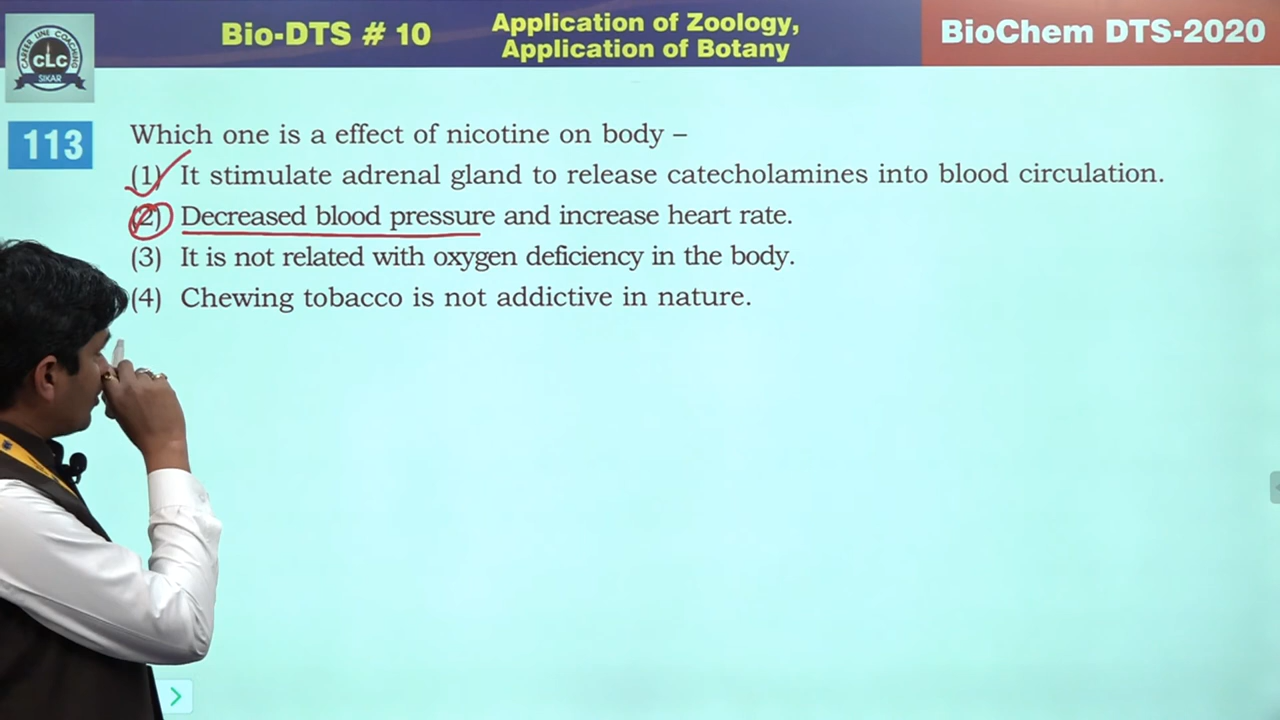 Bio-DTS # 10
Application of Zoology,
Application of Botany
BioChem DTS-2020
CAREER LINE COACHING
CLC
SIKAR
113
Which one is a effect of nicotine on body –
(1) It stimulate adrenal gland to release catecholamines into blood circulation.
(2) Decreased blood pressure and increase heart rate.
(3) It is not related with oxygen deficiency in the body.
(4) Chewing tobacco is not addictive in nature.